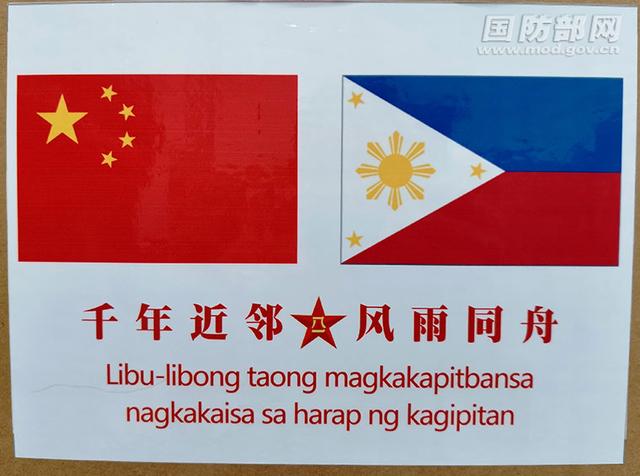 国防部网
www.mod.gov.cn
千年近邻 八一 风雨同舟
Libu-libong taong magkakapitbansa
nagkakaisa sa harap ng kagipitan